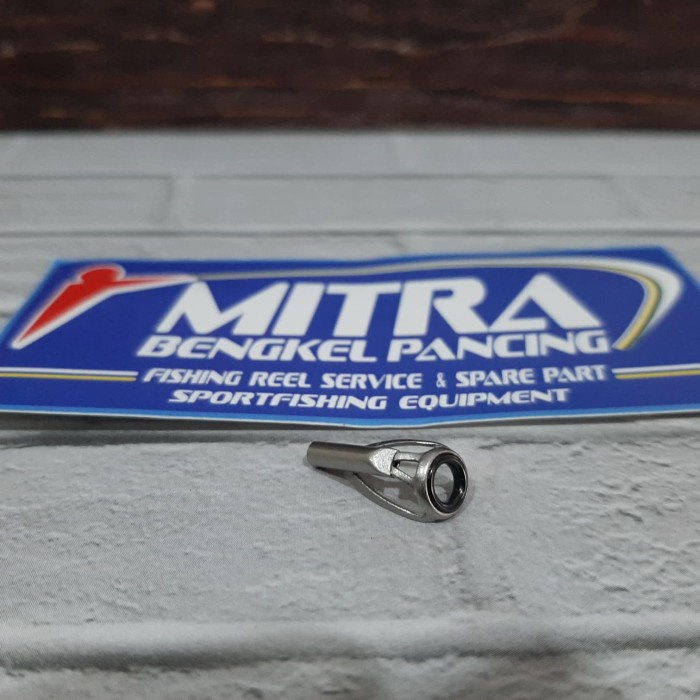 MITRA
BENGKEL PANCING
FISHING REEL SERVICE & SPARE PART
SPORTFISHING EQUIPMENT